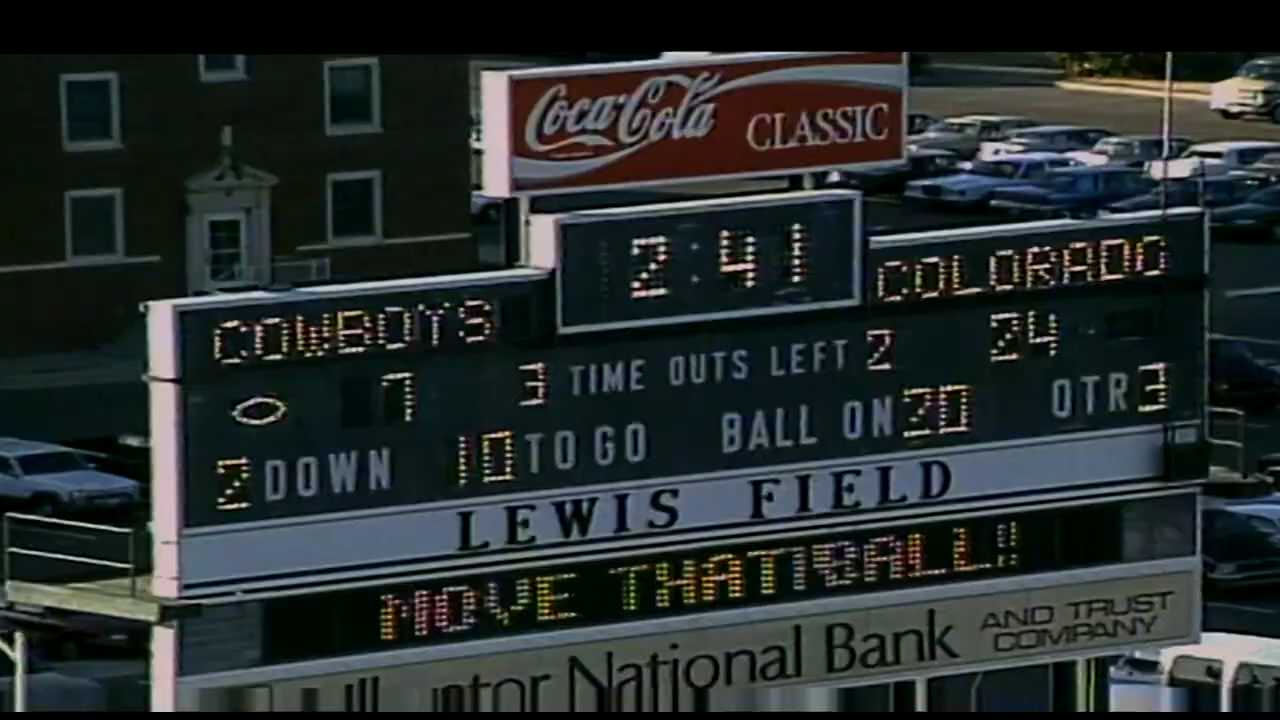 Coca-Cola CLASSIC
2:41
COWBOYS COLORADO
7 3 TIME OUTS LEFT 2 24
2 DOWN 10 TO GO BALL ON 20 QTR 3
LEWIS FIELD
MOVE THAT BALL!!
National Bank AND TRUST COMPANY